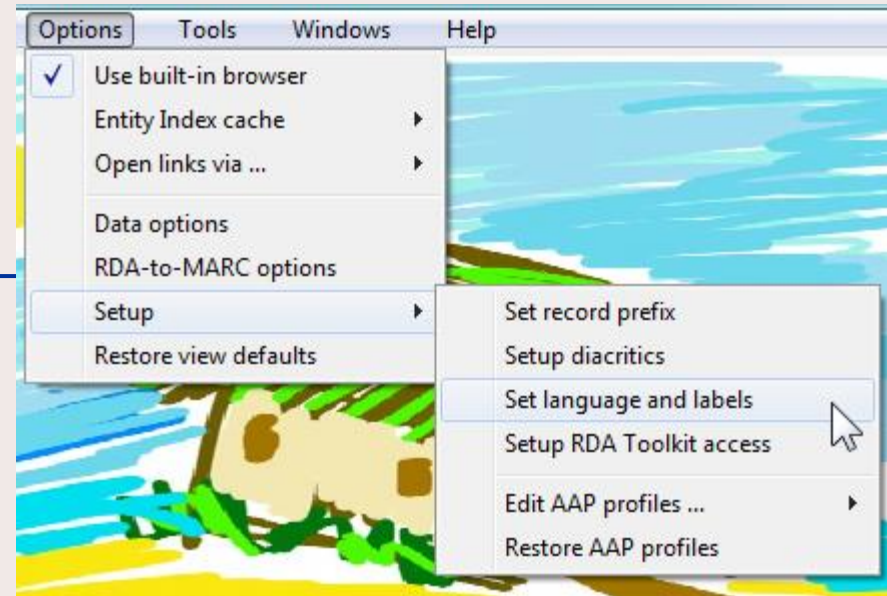 Options Tools Windows Help
Use built-in browser
Entity Index cache
Open links via ...
Data options
RDA-to-MARC options
Setup
Restore view defaults
Set record prefix
Setup diacritics
Set language and labels
Setup RDA Toolkit access
Edit AAP profiles ...
Restore AAP profiles